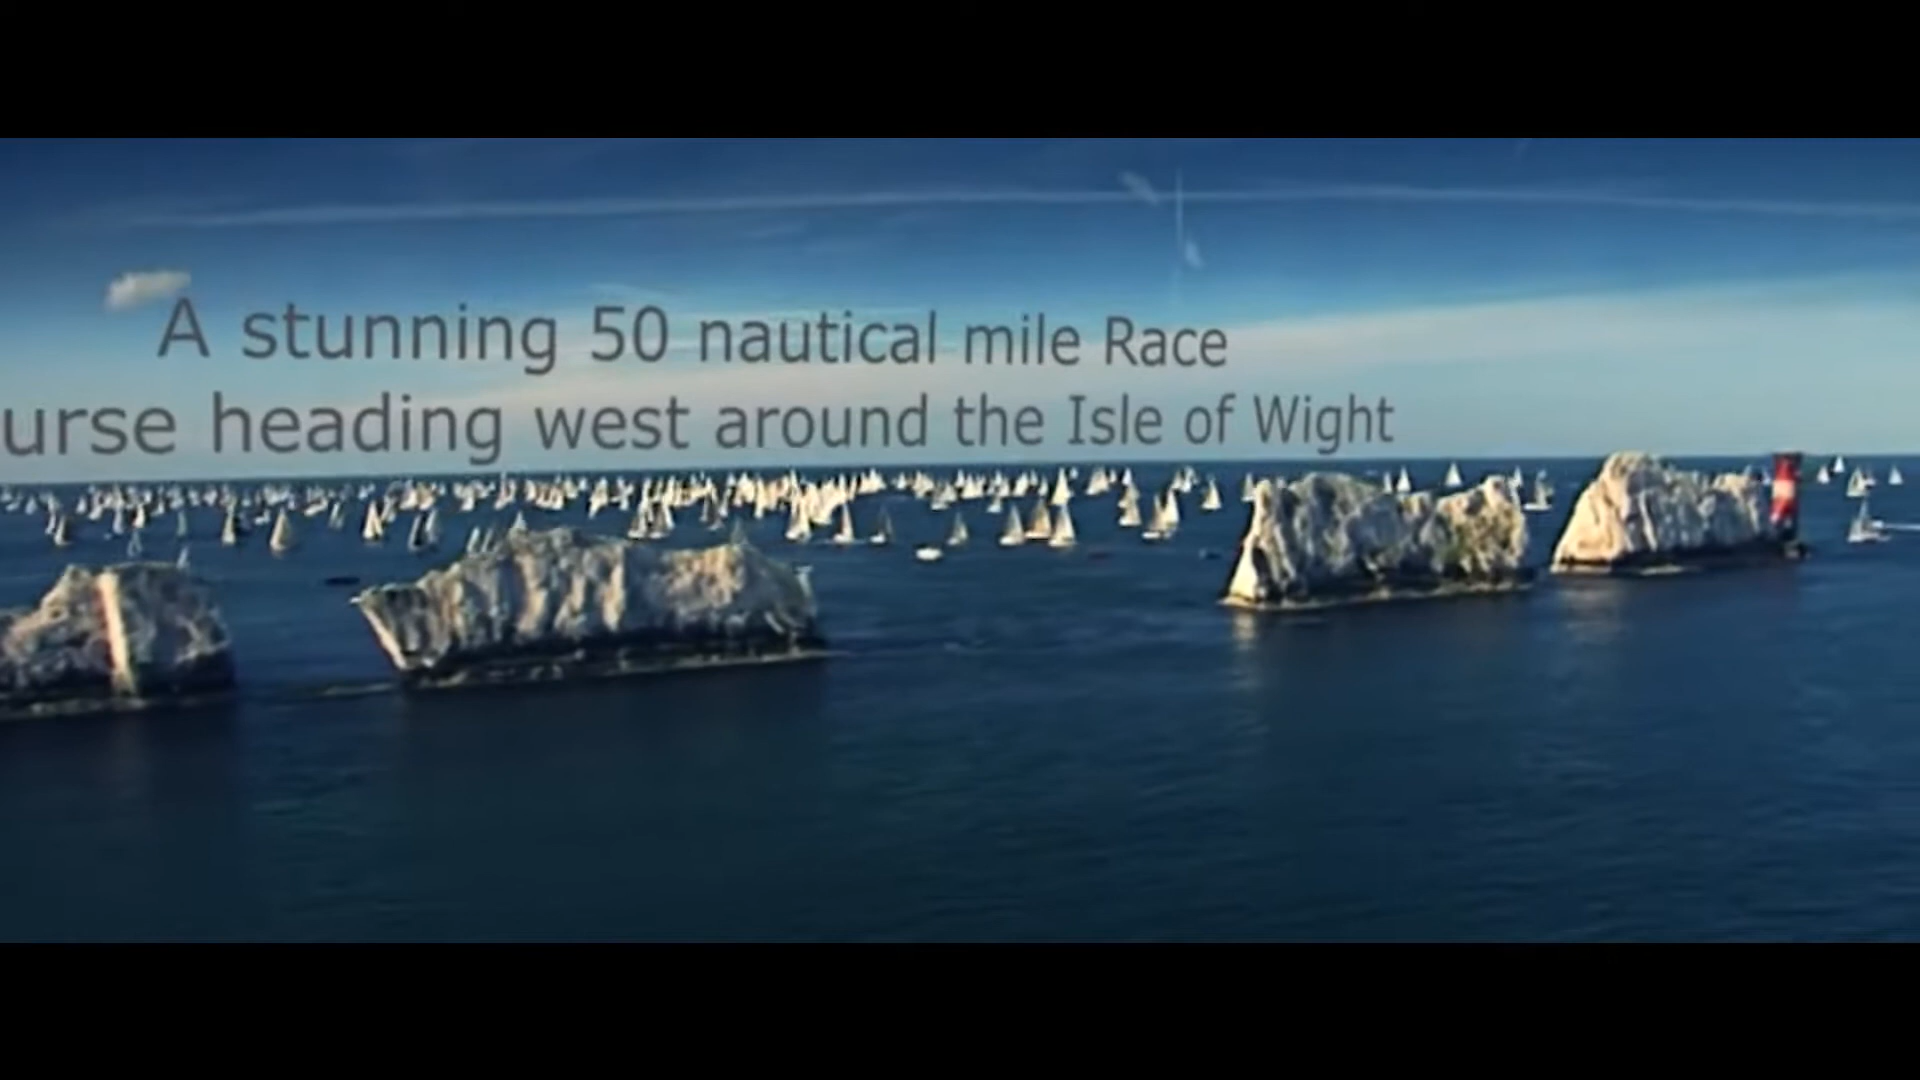 A stunning 50 nautical mile Race
urse heading west around the Isle of Wight